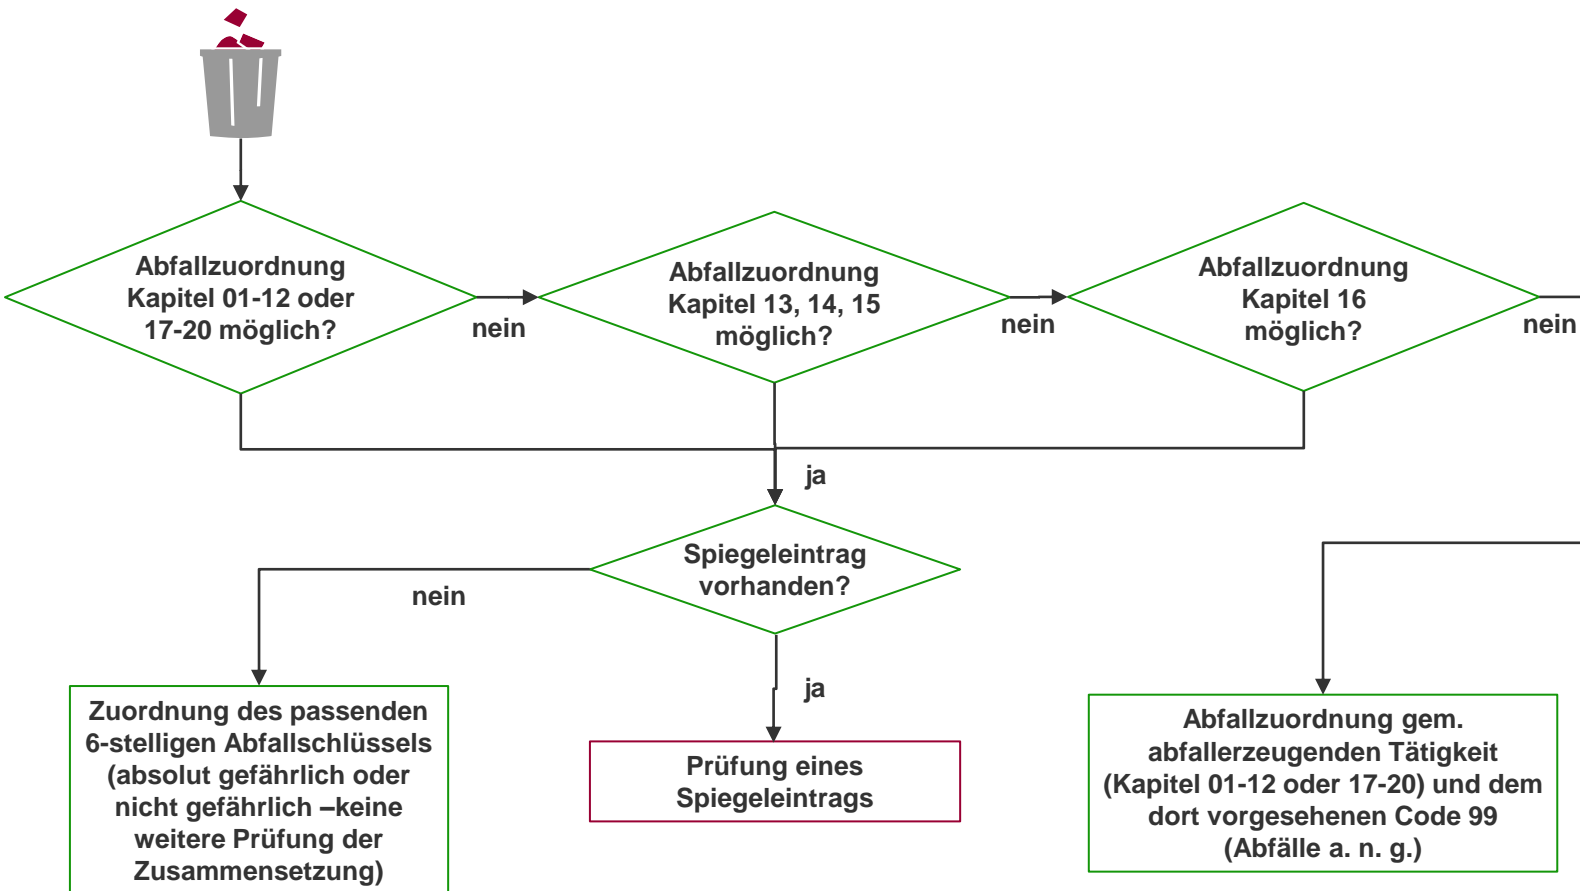 Abfallzuordnung
Kapitel 01-12 oder
17-20 möglich?
nein
Abfallzuordnung
Kapitel 13, 14, 15
möglich?
nein
Abfallzuordnung
Kapitel 16
möglich?
nein
ja
Spiegeleintrag
vorhanden?
nein
ja
Zuordnung des passenden
6-stelligen Abfallschlüssels
(absolut gefährlich oder
nicht gefährlich –keine
weitere Prüfung der
Zusammensetzung)
Prüfung eines
Spiegeleintrags
Abfallzuordnung gem.
abfallerzeugenden Tätigkeit
(Kapitel 01-12 oder 17-20) und dem
dort vorgesehenen Code 99
(Abfälle a. n. g.)